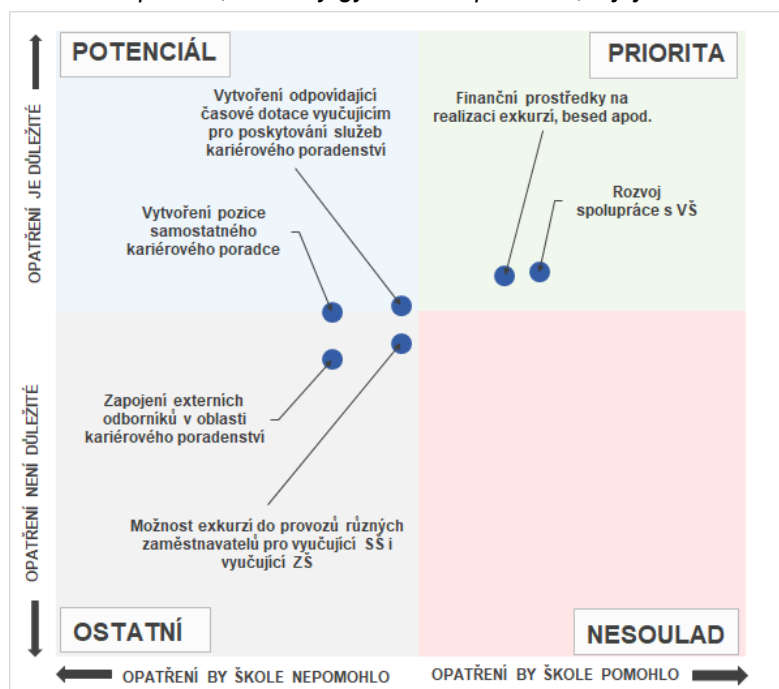 POTENCIÁL
PRIORITA
Vytvoření odpovídající
časové dotace vyučujícím
pro poskytování služeb
kariérového poradenství
Finanční prostředky na
realizaci exkurzí, besed apod.
Vytvoření pozice
samostatného
kariérového poradce
Rozvoj
spolupráce s VŠ
OPATŘENÍ JE DŮLEŽITÉ
OPATŘENÍ NENÍ DŮLEŽITÉ
Zapojení externích
odborníků v oblasti
kariérového poradenství
Možnost exkurzí do provozů různých
zaměstnavatelů pro vyučující SŠ i
vyučující ZŠ
OSTATNÍ
NESOULAD
OPATŘENÍ BY ŠKOLE NEPOMOHLO
OPATŘENÍ BY ŠKOLE POMOHLO